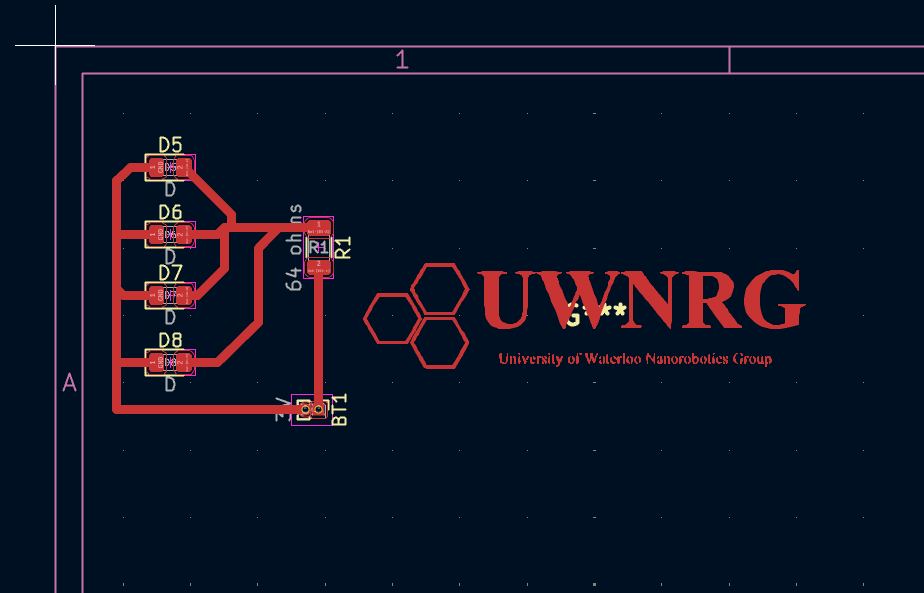 1
D5
D
D6
D
D7
D
D8
D
64 ohms
R1
R1
A
BT1
UWNRG
G***
University of Waterloo Nanorobotics Group